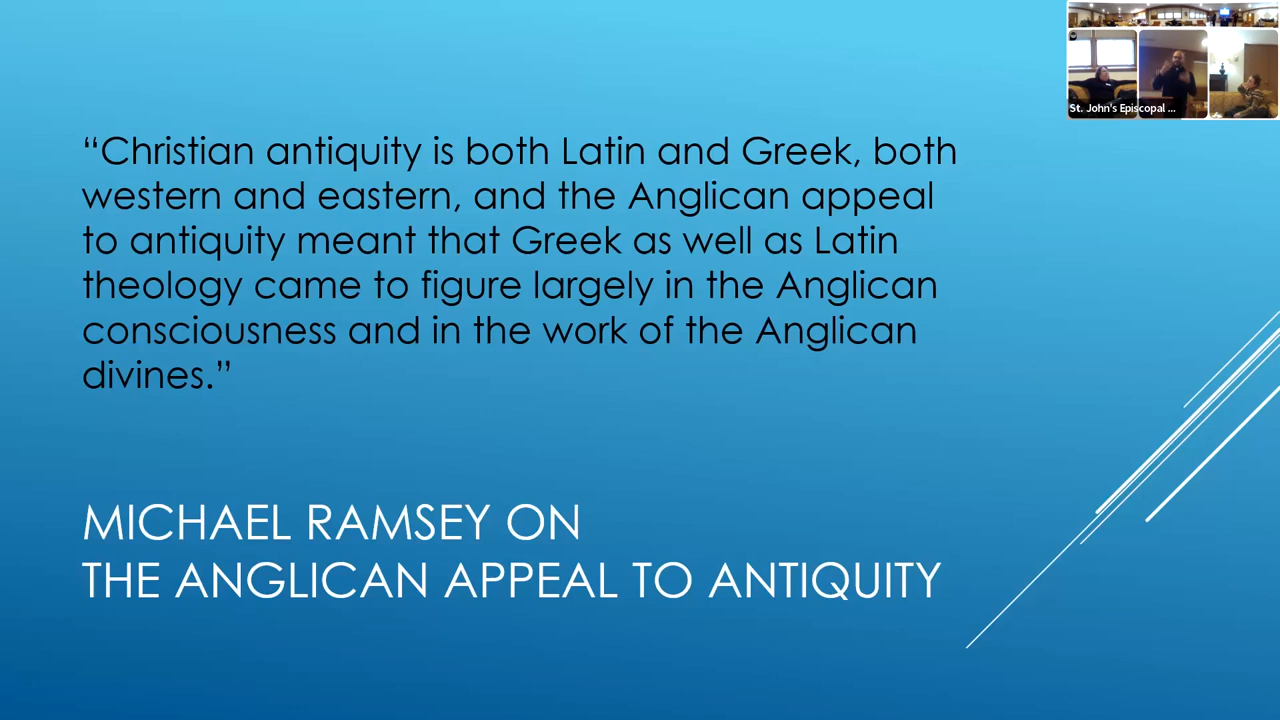 St. John's Episcopal ...
“Christian antiquity is both Latin and Greek, both
western and eastern, and the Anglican appeal
to antiquity meant that Greek as well as Latin
theology came to figure largely in the Anglican
consciousness and in the work of the Anglican
divines.”
MICHAEL RAMSEY ON
THE ANGLICAN APPEAL TO ANTIQUITY